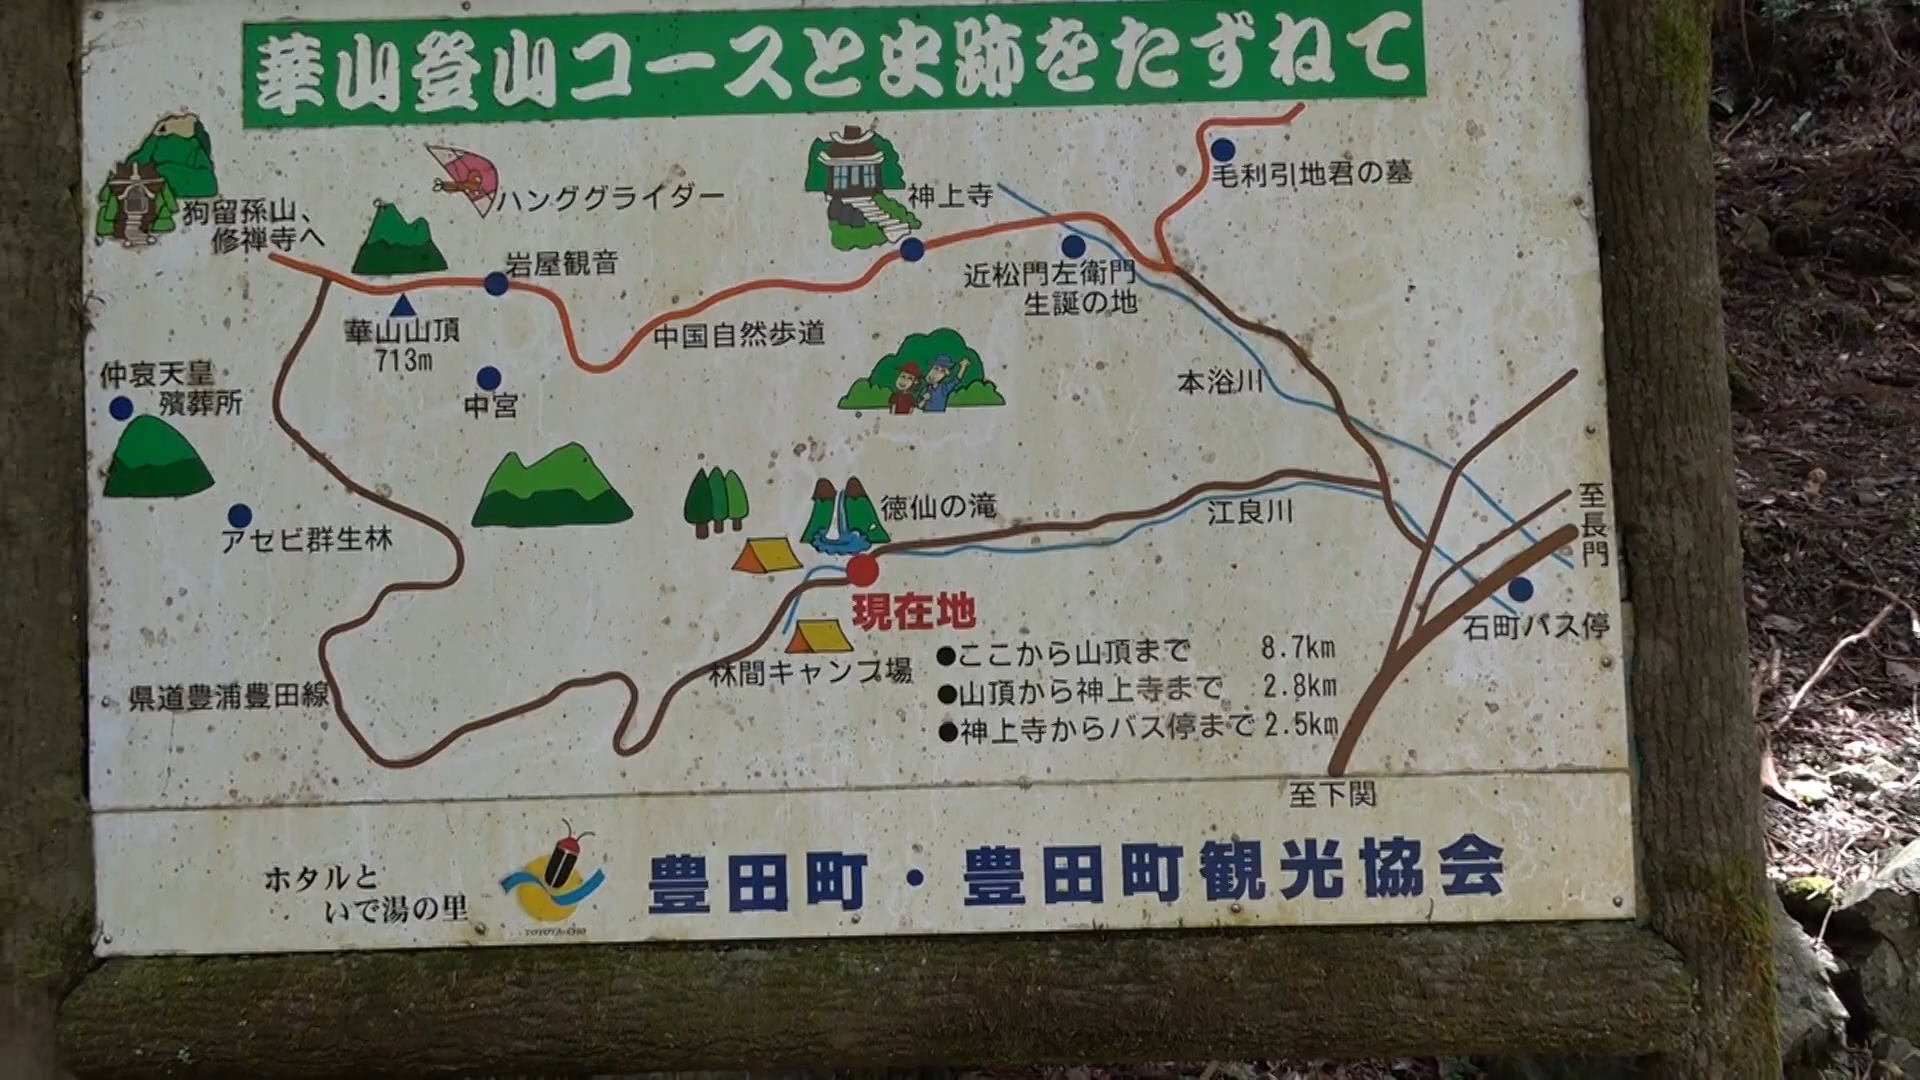 華山登山コースと史跡をたずねて
毛利引地君の墓
ハンググライダー
神上寺
狗留孫山、
修禅寺へ
岩屋観音
近松門左衛門
生誕の地
華山山頂
713m
中国自然歩道
仲哀天皇
殯葬所
中宮
本浴川
アセビ群生林
徳仙の滝
江良川
至長門
現在地
石町バス停
林間キャンプ場
県道豊浦豊田線
●ここから山頂まで 8.7km
●山頂から神上寺まで 2.8km
●神上寺からバス停まで 2.5km
至下関
ホタルと
いで湯の里
TOYOTA-CHO
豊田町・豊田町観光協会